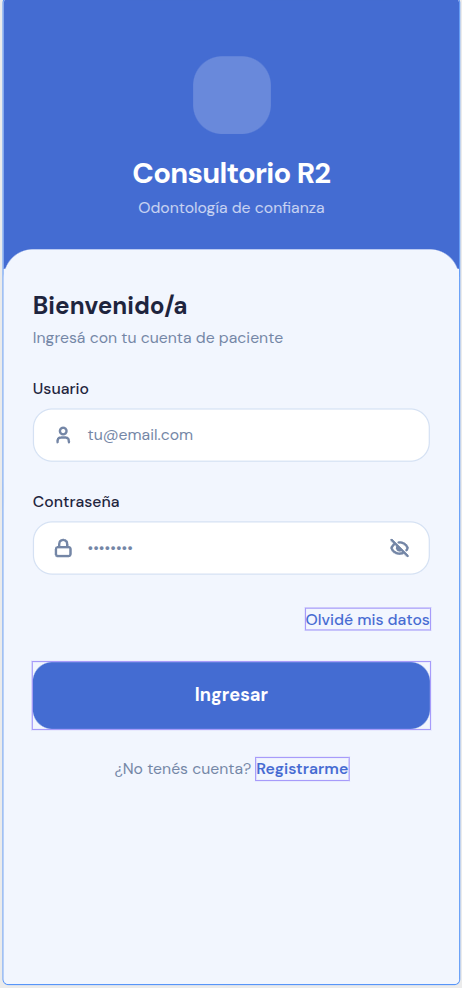 Consultorio R2
Odontología de confianza
Bienvenido/a
Ingresá con tu cuenta de paciente
Usuario
tu@email.com
Contraseña
••••••••
Olvidé mis datos
Ingresar
¿No tenés cuenta? Registrarme